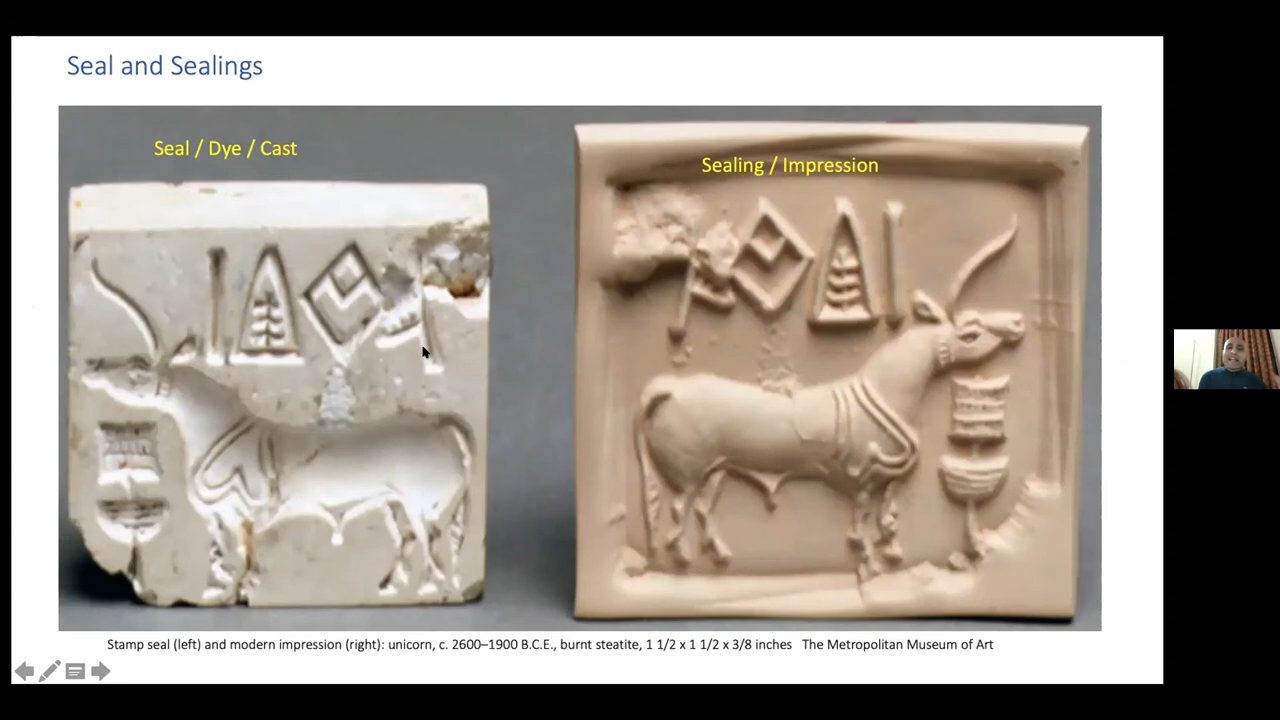 Seal and Sealings
Seal / Dye / Cast
Sealing / Impression
Stamp seal (left) and modern impression (right): unicorn, c. 2600–1900 B.C.E., burnt steatite, 1 1/2 x 1 1/2 x 3/8 inches The Metropolitan Museum of Art